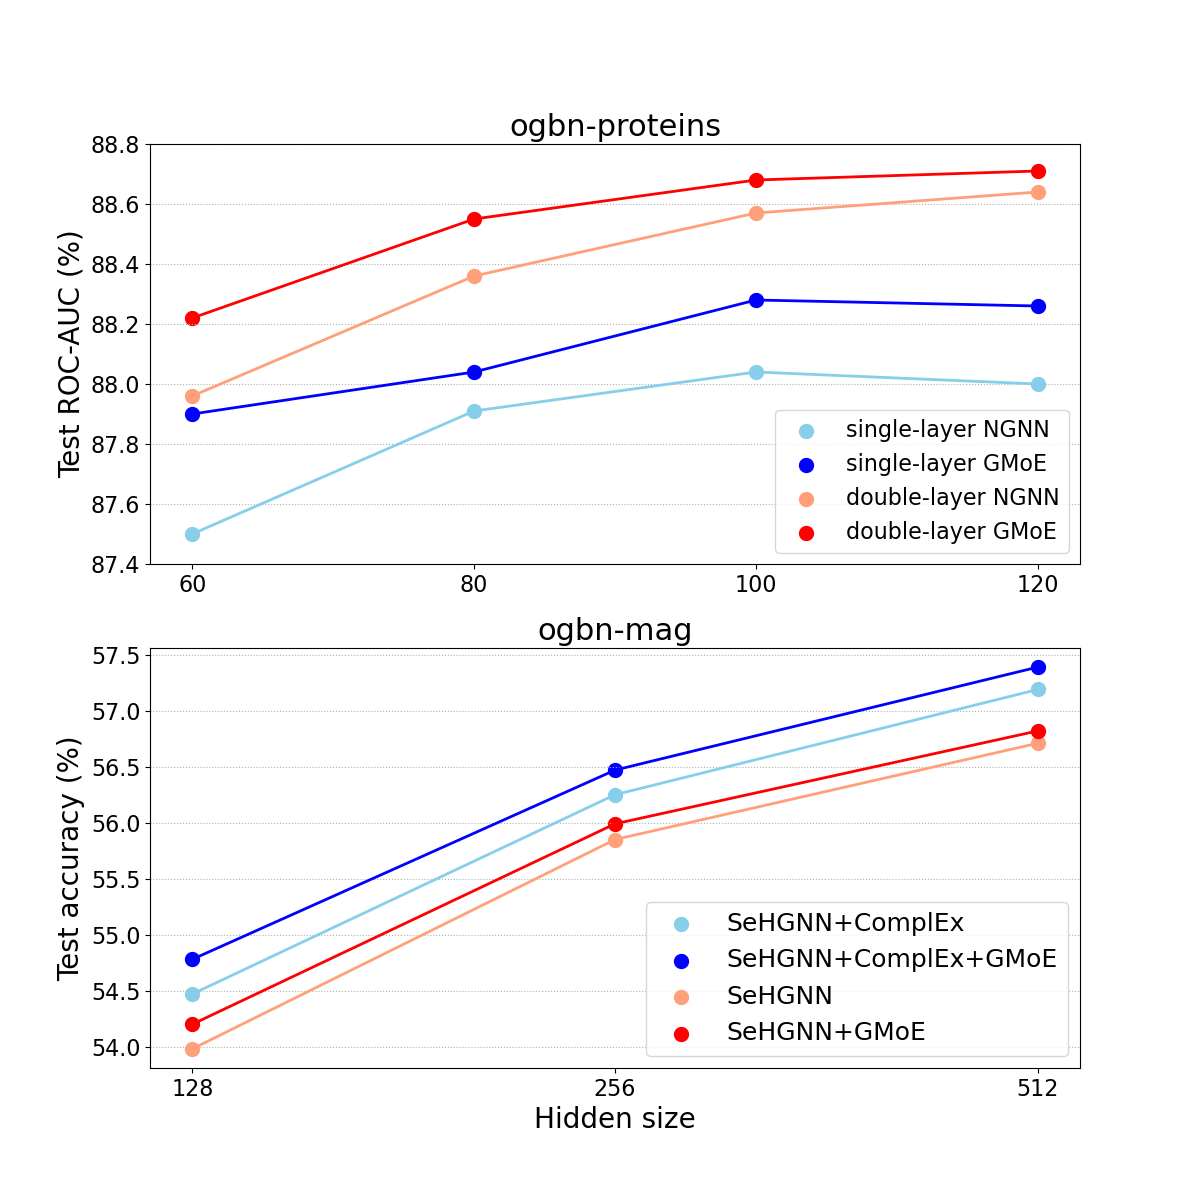 ogbn-proteins
88.8
88.6
88.4
88.2
88.0
87.8
87.6
87.4
Test ROC-AUC (%)
single-layer NGNN
single-layer GMoE
double-layer NGNN
double-layer GMoE
60 80 100 120
ogbn-mag
57.5
57.0
56.5
56.0
55.5
55.0
54.5
54.0
Test accuracy (%)
SeHGNN+ComplEx
SeHGNN+ComplEx+GMoE
SeHGNN
SeHGNN+GMoE
128 256 512
Hidden size